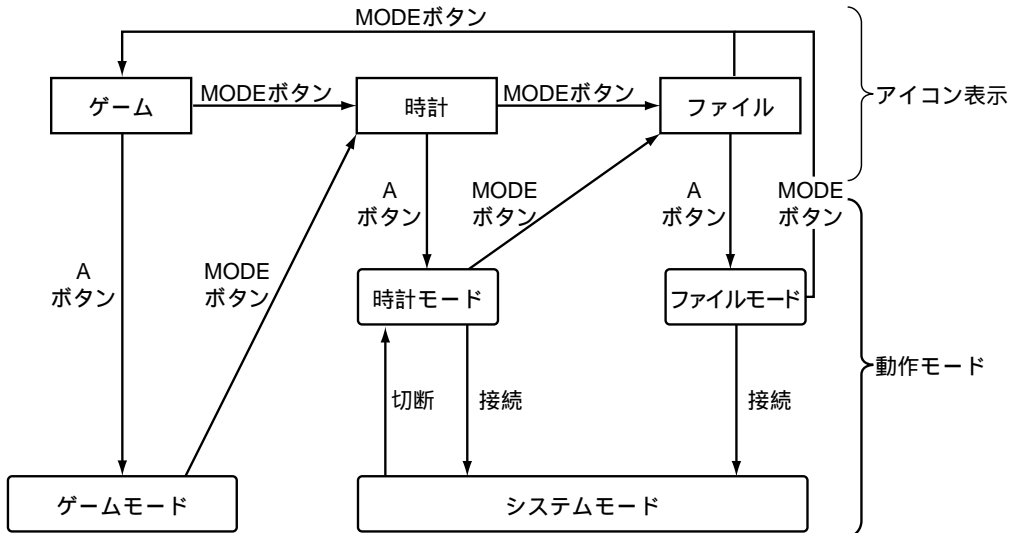 MODEボタン
ゲーム
MODEボタン
時計
MODEボタン
ファイル
アイコン表示
A
ボタン
MODE
ボタン
A
ボタン
MODE
ボタン
A
ボタン
MODE
ボタン
時計モード
ファイルモード
動作モード
切断
接続
接続
ゲームモード
システムモード